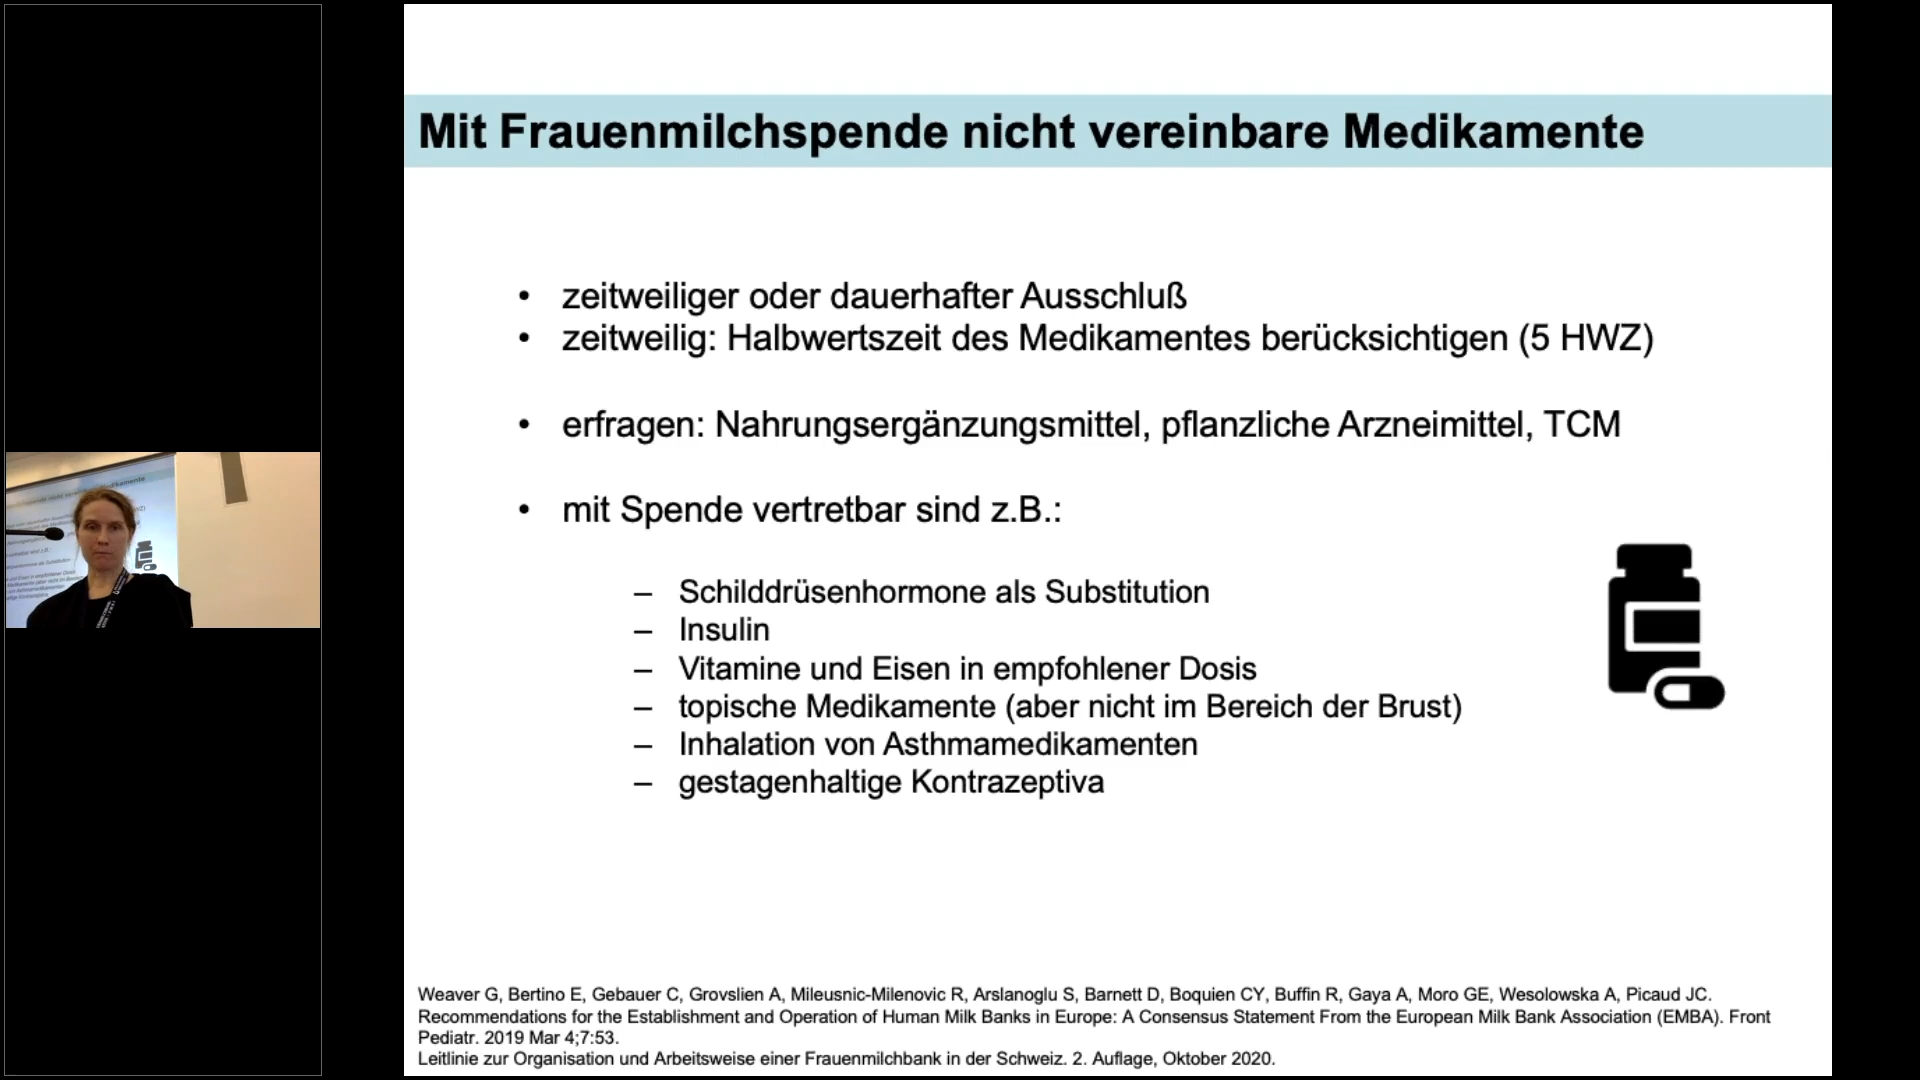 Mit Frauenmilchspende nicht vereinbare Medikamente
• zeitweiliger oder dauerhafter Ausschluß
• zeitweilig: Halbwertszeit des Medikamentes berücksichtigen (5 HWZ)
• erfragen: Nahrungsergänzungsmittel, pflanzliche Arzneimittel, TCM
• mit Spende vertretbar sind z.B.:
– Schilddrüsenhormone als Substitution
– Insulin
– Vitamine und Eisen in empfohlener Dosis
– topische Medikamente (aber nicht im Bereich der Brust)
– Inhalation von Asthmamedikamenten
– gestagenhaltige Kontrazeptiva
Weaver G, Bertino E, Gebauer C, Grovslien A, Mileusnic-Milenovic R, Arslanoglu S, Barnett D, Boquien CY, Buffin R, Gaya A, Moro GE, Wesolowska A, Picaud JC.
Recommendations for the Establishment and Operation of Human Milk Banks in Europe: A Consensus Statement From the European Milk Bank Association (EMBA). Front
Pediatr. 2019 Mar 4;7:53.
Leitlinie zur Organisation und Arbeitsweise einer Frauenmilchbank in der Schweiz. 2. Auflage, Oktober 2020.